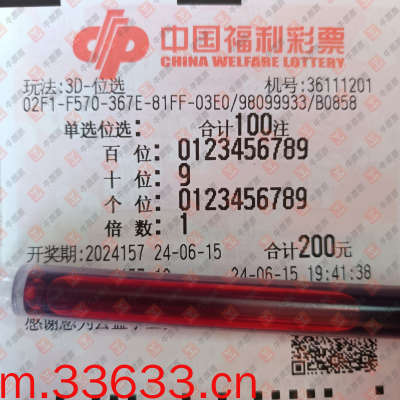 中国福利彩票
CHINA WELFARE LOTTERY
玩法:3D-位选 机号:36111201
02F1-F570-367E-81FF-03E0/98099933/B0858
单选位选: 合计100注
百 位: 0123456789
十 位: 9
个 位: 0123456789
倍 数: 1
开奖期:2024157 24-06-15 合计200元
24-06-15 19:41:38
m.33633.cn